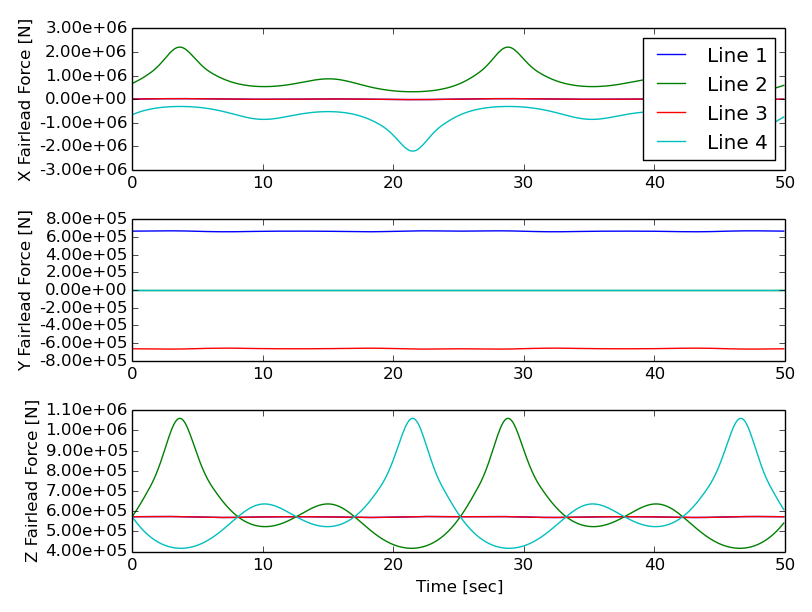 X Fairlead Force [N]
3.00e+06
2.00e+06
1.00e+06
0.00e+00
-1.00e+06
-2.00e+06
-3.00e+06
0 10 20 30 40 50
Line 1
Line 2
Line 3
Line 4
Y Fairlead Force [N]
8.00e+05
6.00e+05
4.00e+05
2.00e+05
0.00e+00
-2.00e+05
-4.00e+05
-6.00e+05
-8.00e+05
0 10 20 30 40 50
Z Fairlead Force [N]
1.10e+06
1.00e+06
9.00e+05
8.00e+05
7.00e+05
6.00e+05
5.00e+05
4.00e+05
0 10 20 30 40 50
Time [sec]